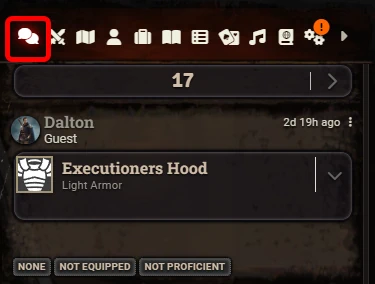 !
17
Dalton
2d 19h ago
Guest
Executioners Hood
Light Armor
NONE
NOT EQUIPPED
NOT PROFICIENT